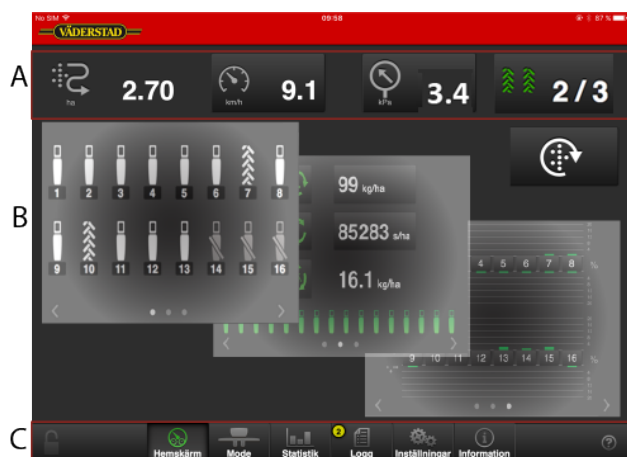 No SIM 09:58 87 %
VÄDERSTAD
A
ha 2.70 km/h 9.1 kPa 3.4 2 / 3
B
1 2 3 4 5 6 7 8
9 10 11 12 13 14 15 16
99 kg/ha
85283 s/ha
16.1 kg/ha
4 5 6 7 8 %
9 10 11 12 13 14 15 16 %
C
2
Hemskärm Mode Statistik Logg Inställningar Information ?